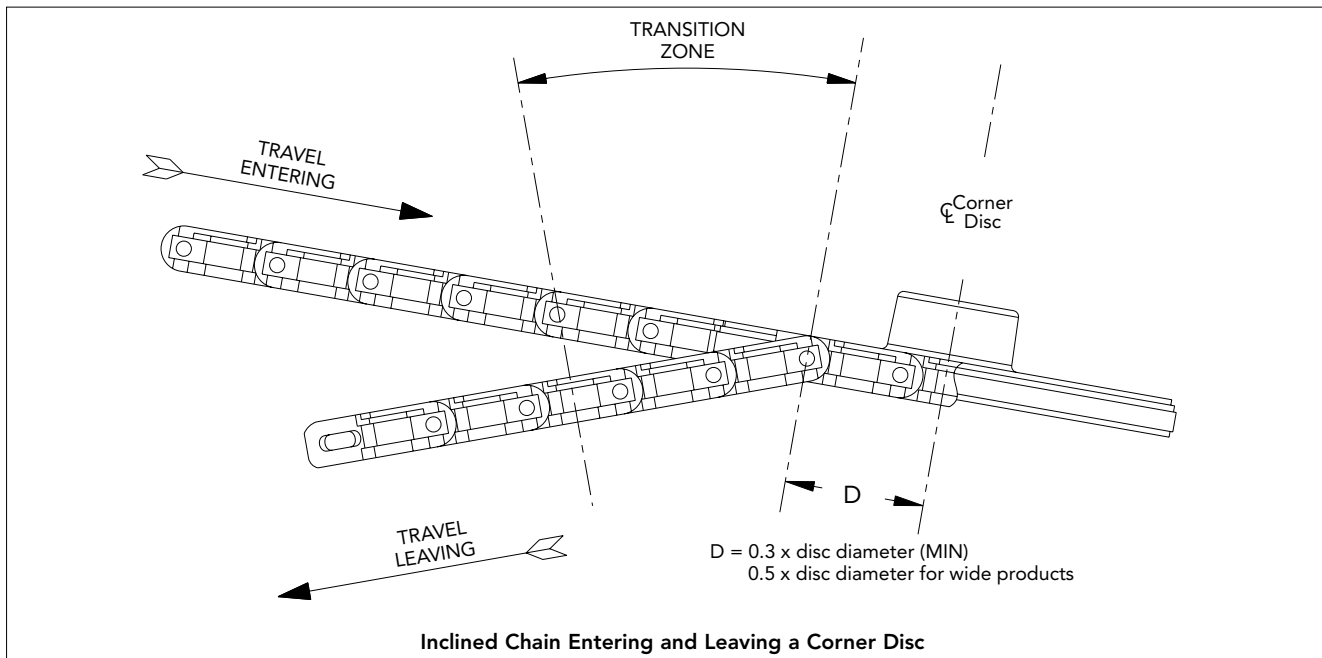 TRANSITION
ZONE
TRAVEL
ENTERING
℄ Corner
Disc
D
TRAVEL
LEAVING
D = 0.3 x disc diameter (MIN)
0.5 x disc diameter for wide products
Inclined Chain Entering and Leaving a Corner Disc